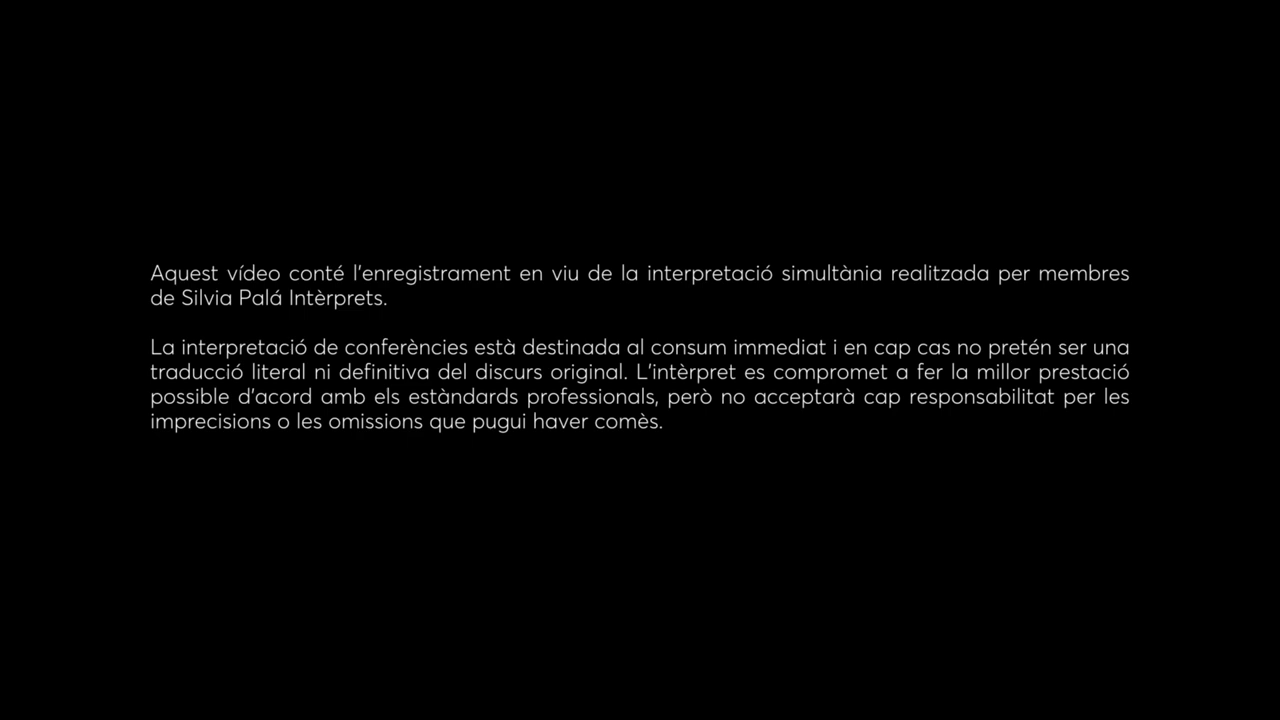 Aquest vídeo conté l’enregistrament en viu de la interpretació simultània realitzada per membres
de Silvia Palá Intèrprets.
La interpretació de conferències està destinada al consum immediat i en cap cas no pretén ser una
traducció literal ni definitiva del discurs original. L’intèrpret es compromet a fer la millor prestació
possible d’acord amb els estàndards professionals, però no acceptarà cap responsabilitat per les
imprecisions o les omissions que pugui haver comès.